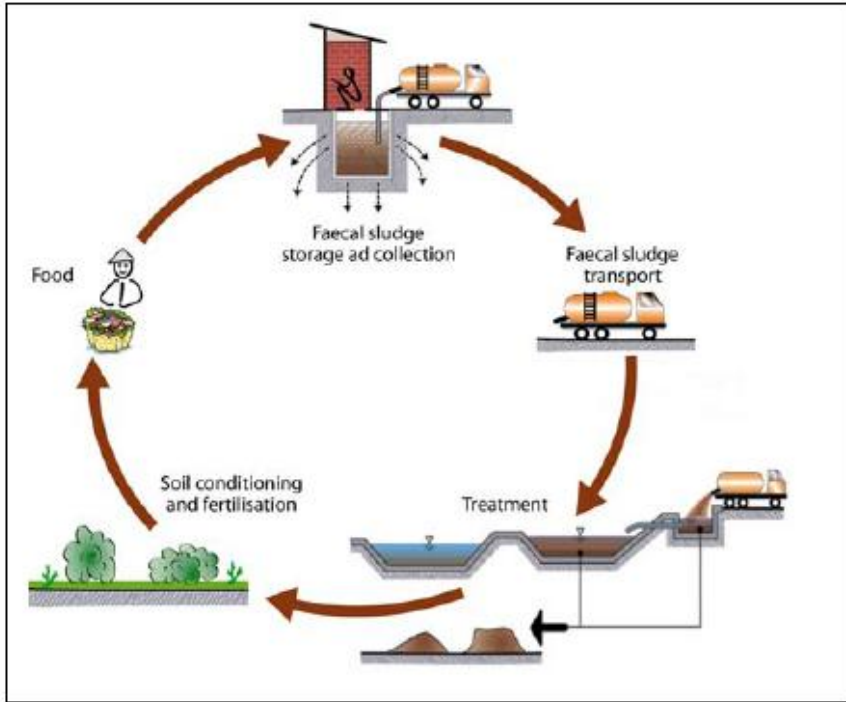 Faecal sludge
storage ad collection
Faecal sludge
transport
Treatment
Soil conditioning
and fertilisation
Food